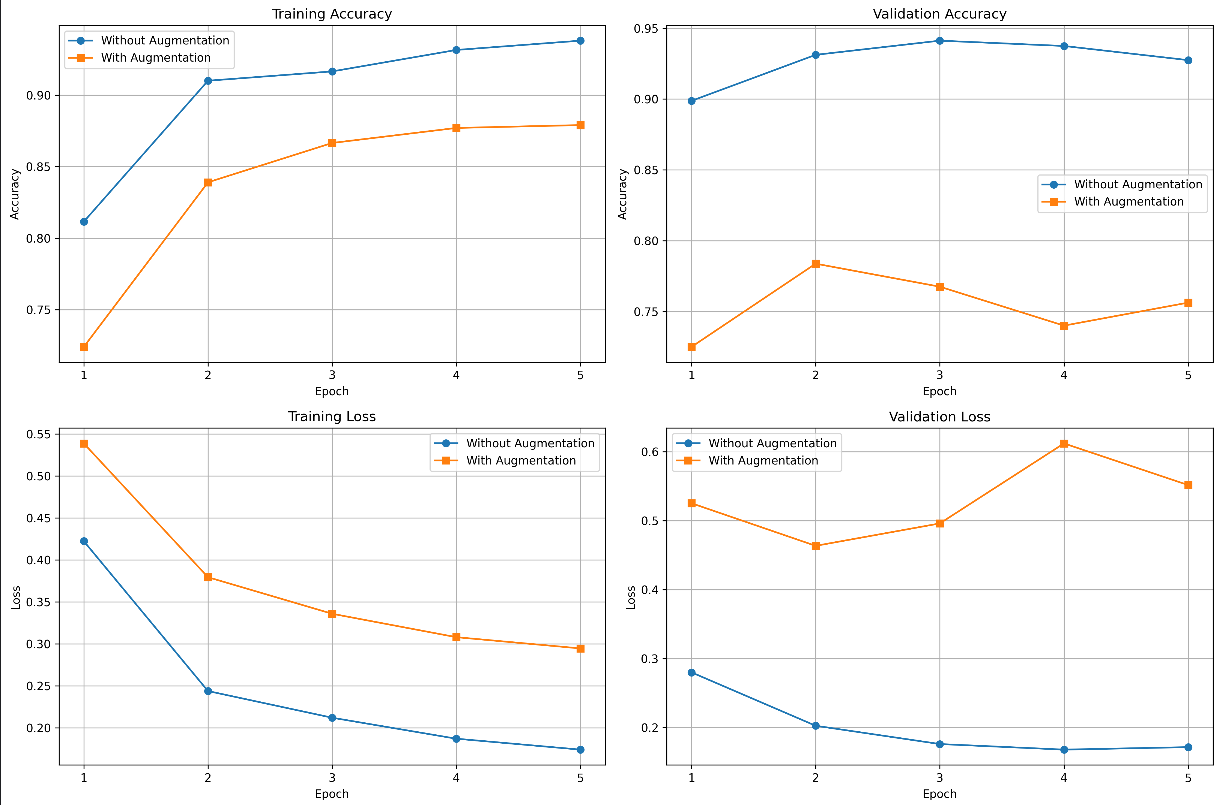 Training Accuracy
Without Augmentation
With Augmentation
0.90
0.85
0.80
0.75
Accuracy
1 2 3 4 5
Epoch
Validation Accuracy
0.95
0.90
0.85
0.80
0.75
Accuracy
Without Augmentation
With Augmentation
1 2 3 4 5
Epoch
Training Loss
0.55
0.50
0.45
0.40
0.35
0.30
0.25
0.20
Loss
Without Augmentation
With Augmentation
1 2 3 4 5
Epoch
Validation Loss
Without Augmentation
With Augmentation
0.6
0.5
0.4
0.3
0.2
Loss
1 2 3 4 5
Epoch